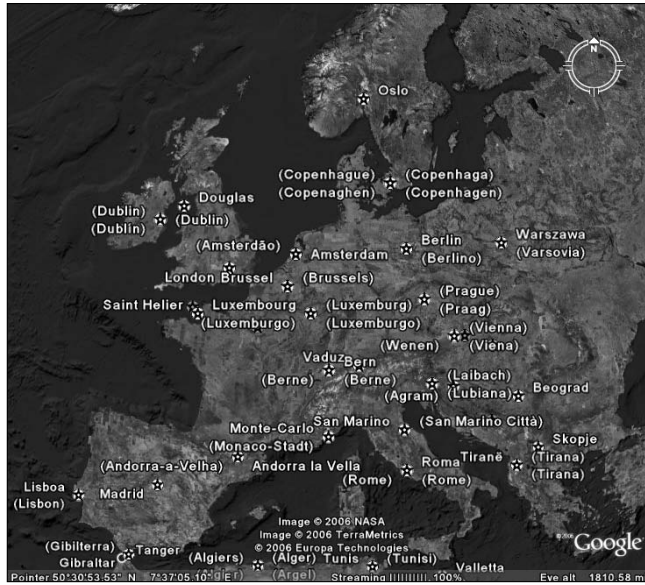 N
Oslo
(Copenhague) (Copenhaga)
(Copenaghen) (Copenhagen)
Douglas
(Dublin) (Dublin)
(Dublin)
(Amsterdão)
Amsterdam
Berlin
(Berlino)
Warszawa
(Varsovia)
London Brussel
(Brussels)
Saint Helier
Luxembourg (Luxemburg)
(Luxemburgo) (Luxemburgo)
(Prague)
(Praag)
(Vienna)
(Wenen) (Viena)
Vaduz Bern
(Berne) (Berne)
(Laibach)
(Agram) (Lubiana)
Beograd
Monte-Carlo San Marino (San Marino Città)
(Monaco-Stadt)
Skopje
Tiranë (Tirana)
(Tirana)
(Andorra-a-Velha) Andorra la Vella
Roma
(Rome) (Rome)
Lisboa
(Lisbon)
Madrid
Image © 2006 NASA
Image © 2006 TerraMetrics
© 2006 Europa Technologies
©2006 Google
(Gibilterra) Tanger
Gibraltar
(Algiers) (Alger) Tunis (Tunisi)
(Argel)
Valletta
Pointer 50°30'53.53" N 7°37'05.10" E Streaming |||||||||| 100% Eye alt 1810.58 m